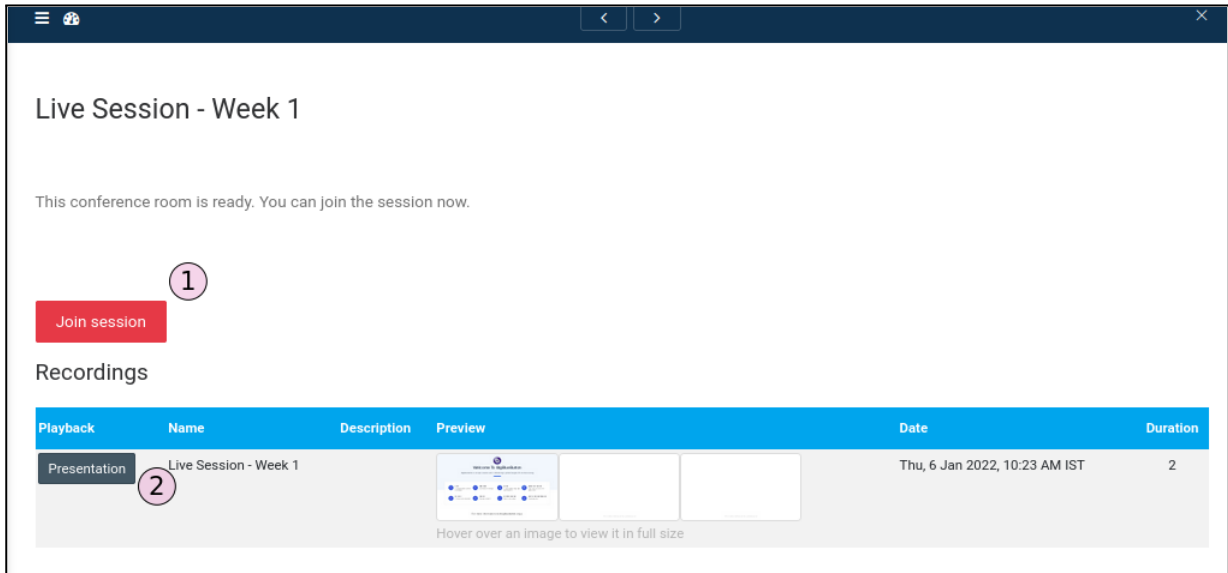 Live Session - Week 1
This conference room is ready. You can join the session now.
1
Join session
Recordings
Playback Name Description Preview Date Duration
Presentation Live Session - Week 1 Thu, 6 Jan 2022, 10:23 AM IST 2
2
Hover over an image to view it in full size